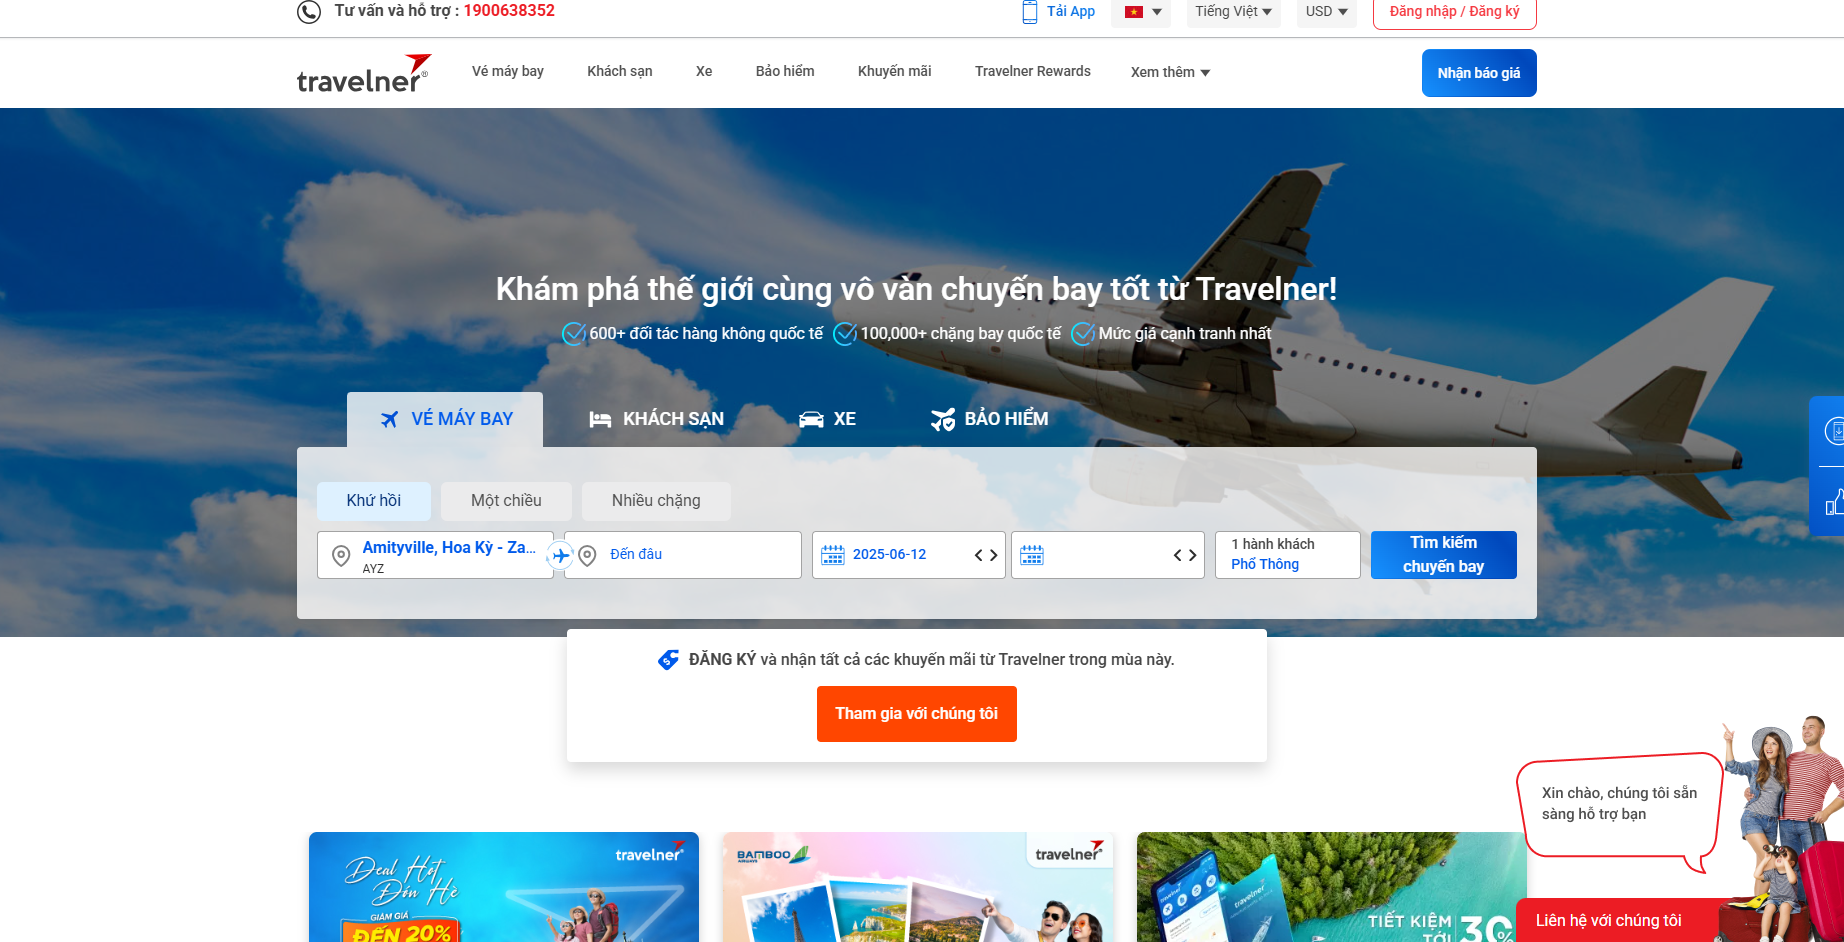 Tư vấn và hỗ trợ : 1900638352
Tải App
Tiếng Việt
USD
Đăng nhập / Đăng ký
travelner®
Vé máy bay
Khách sạn
Xe
Bảo hiểm
Khuyến mãi
Travelner Rewards
Xem thêm
Nhận báo giá
Khám phá thế giới cùng vô vàn chuyến bay tốt từ Travelner!
600+ đối tác hàng không quốc tế
100,000+ chặng bay quốc tế
Mức giá cạnh tranh nhất
VÉ MÁY BAY
KHÁCH SẠN
XE
BẢO HIỂM
Khứ hồi
Một chiều
Nhiều chặng
Amityville, Hoa Kỳ - Za...
AYZ
Đến đâu
2025-06-12
1 hành khách
Phổ Thông
Tìm kiếm
chuyến bay
ĐĂNG KÝ và nhận tất cả các khuyến mãi từ Travelner trong mùa này.
Tham gia với chúng tôi
Xin chào, chúng tôi sẵn
sàng hỗ trợ bạn
Liên hệ với chúng tôi
travelner
Deal Hot
Đón Hè
GIẢM GIÁ
ĐẾN 20%
BAMBOO
AIRWAYS
travelner
travelner
travelner
TIẾT KIỆM
TỚI
30%